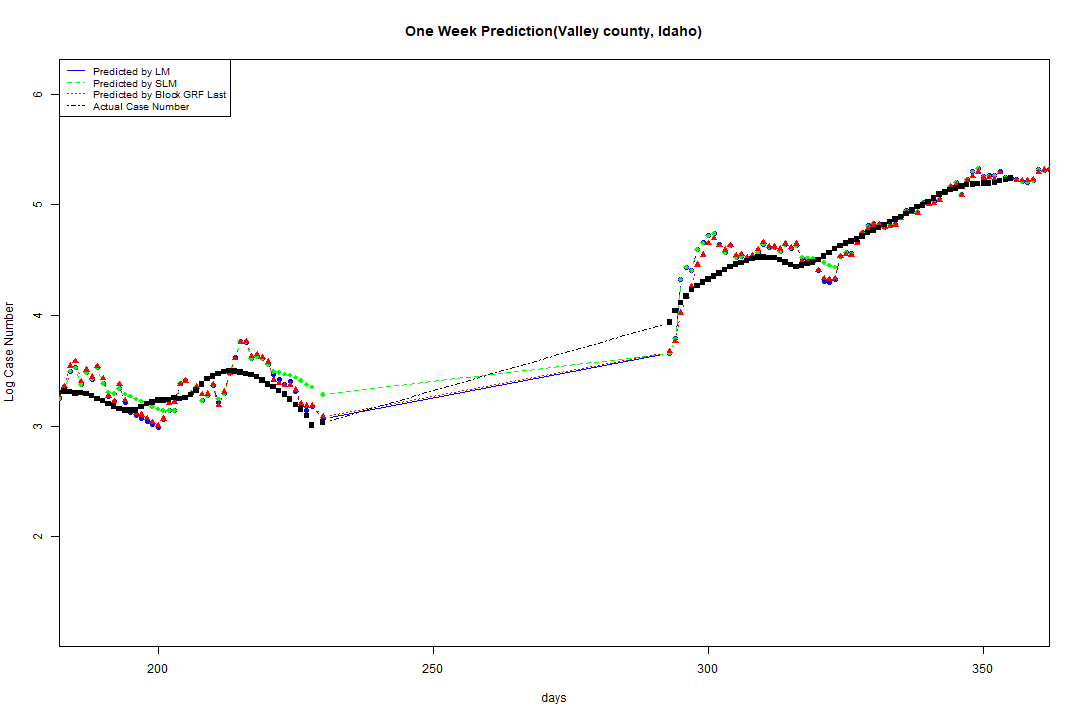 One Week Prediction(Valley county, Idaho)
Predicted by LM
Predicted by SLM
Predicted by Block GRF Last
Actual Case Number
6
5
4
3
2
Log Case Number
200
250
300
350
days